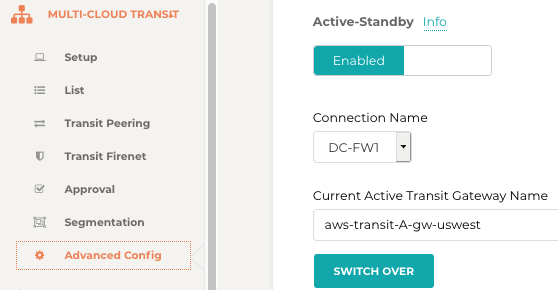 MULTI-CLOUD TRANSIT
Setup
List
Transit Peering
Transit Firenet
Approval
Segmentation
Advanced Config
Active-Standby Info
Enabled
Connection Name
DC-FW1
Current Active Transit Gateway Name
aws-transit-A-gw-uswest
SWITCH OVER